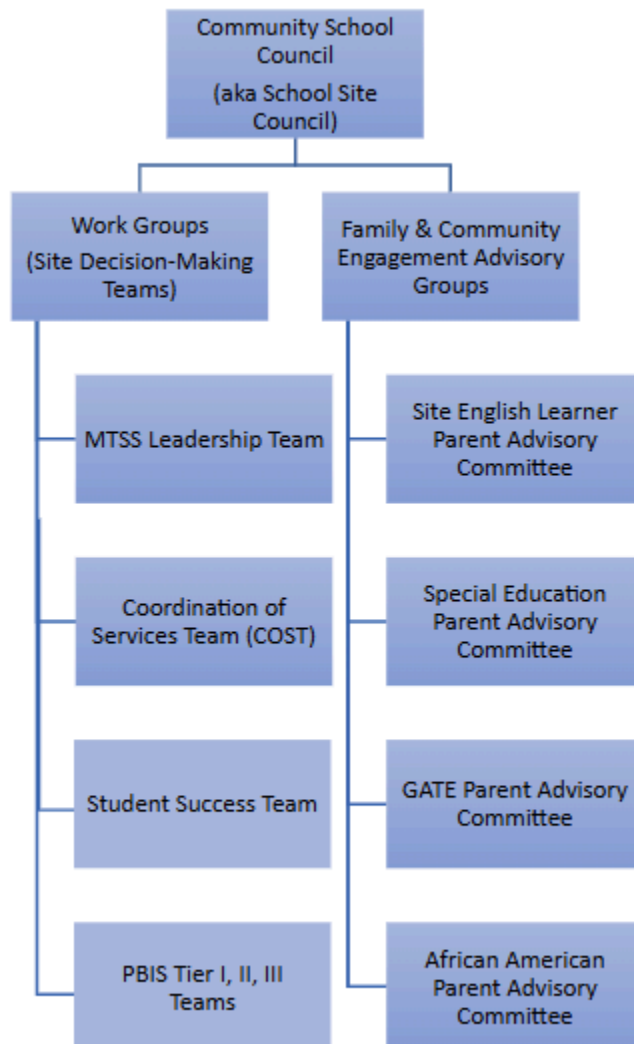 Community School
Council
(aka School Site
Council)
Work Groups
(Site Decision-Making
Teams)
Family & Community
Engagement Advisory
Groups
MTSS Leadership Team
Site English Learner
Parent Advisory
Committee
Coordination of
Services Team (COST)
Special Education
Parent Advisory
Committee
Student Success Team
GATE Parent Advisory
Committee
PBIS Tier I, II, III
Teams
African American
Parent Advisory
Committee